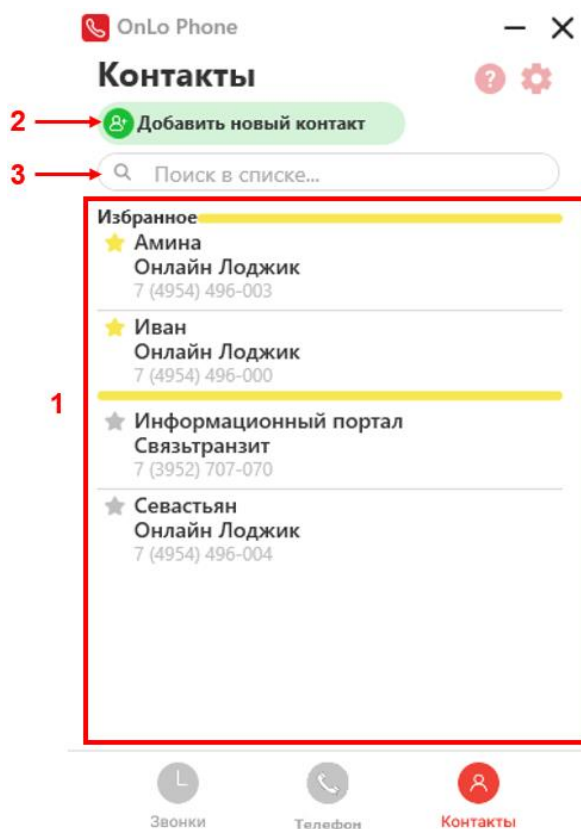 OnLo Phone
Контакты
2
Добавить новый контакт
3
Поиск в списке...
Избранное
Амина
Онлайн Лоджик
7 (4954) 496-003
Иван
Онлайн Лоджик
7 (4954) 496-000
1
Информационный портал
Связьтранзит
7 (3952) 707-070
Севастьян
Онлайн Лоджик
7 (4954) 496-004
Звонки
Телефон
Контакты